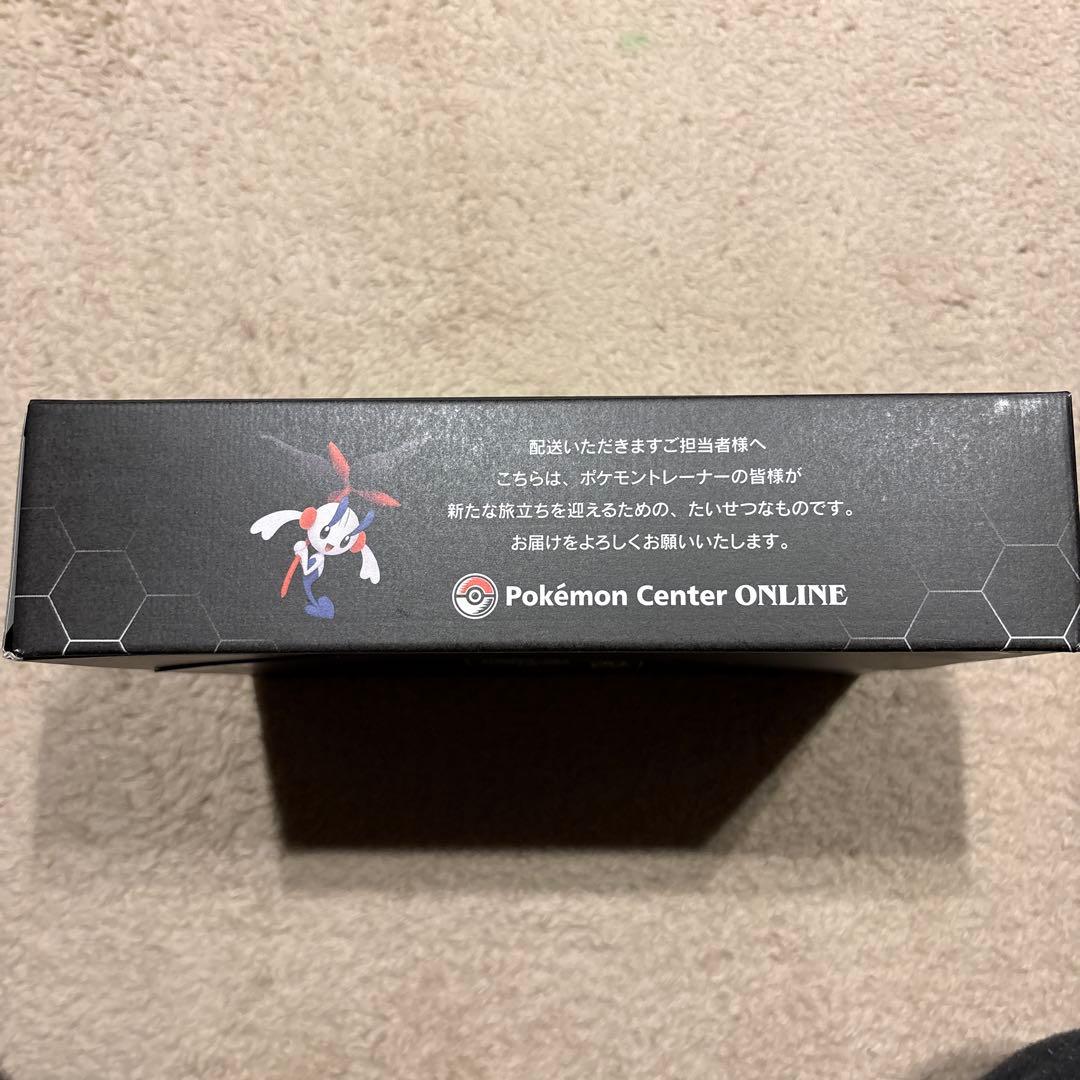 配送いただきますご担当者様へ
こちらは、ポケモントレーナーの皆様が
新たな旅立ちを迎えるための、たいせつなものです。
お届けをよろしくお願いいたします。
Pokémon Center ONLINE